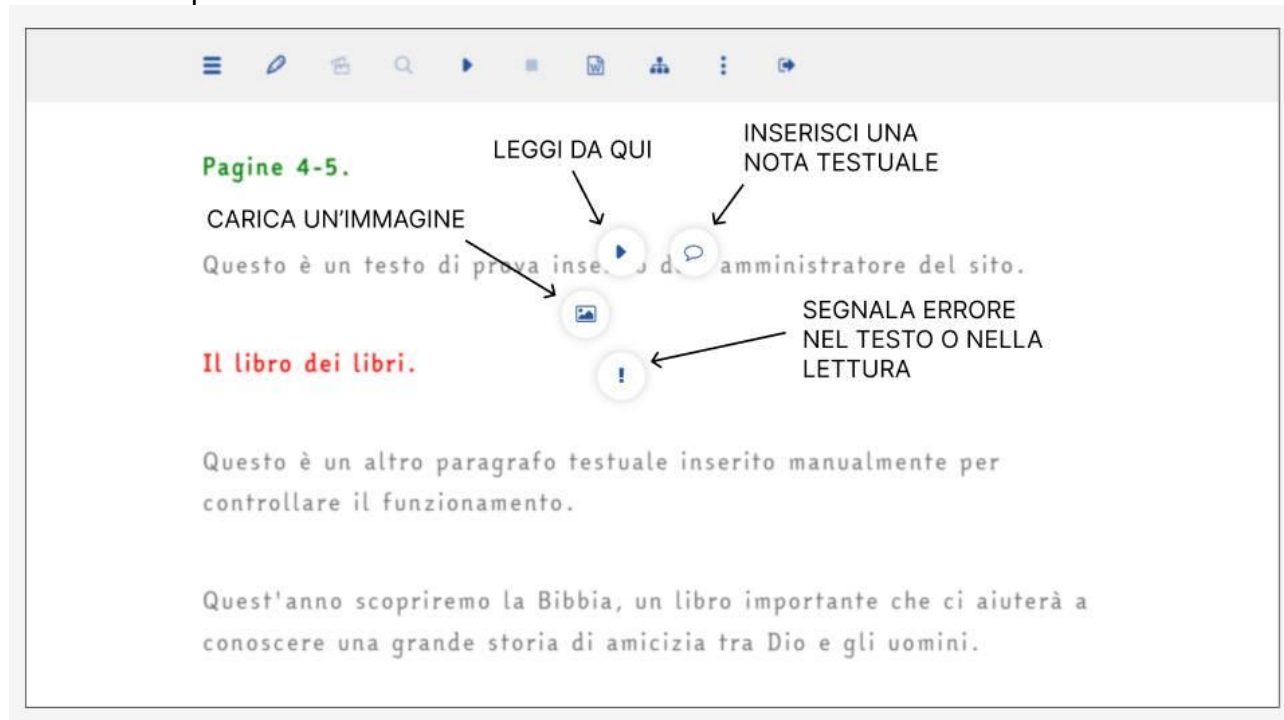 Pagine 4-5.
LEGGI DA QUI
INSERISCI UNA
NOTA TESTUALE
CARICA UN'IMMAGINE
Questo è un testo di prova amministratore del sito.
SEGNALA ERRORE
NEL TESTO O NELLA
LETTURA
Il libro dei libri.
Questo è un altro paragrafo testuale inserito manualmente per
controllare il funzionamento.
Quest'anno scopriremo la Bibbia, un libro importante che ci aiuterà a
conoscere una grande storia di amicizia tra Dio e gli uomini.